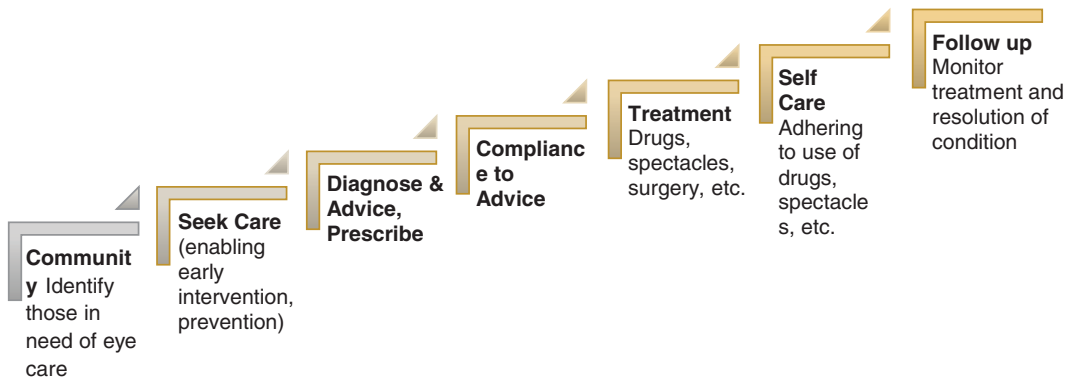 Communit
y Identify
those in
need of eye
care
Seek Care
(enabling
early
intervention,
prevention)
Diagnose &
Advice,
Prescribe
Complianc
e to
Advice
Treatment
Drugs,
spectacles,
surgery, etc.
Self
Care
Adhering
to use of
drugs,
spectacle
s, etc.
Follow up
Monitor
treatment and
resolution of
condition